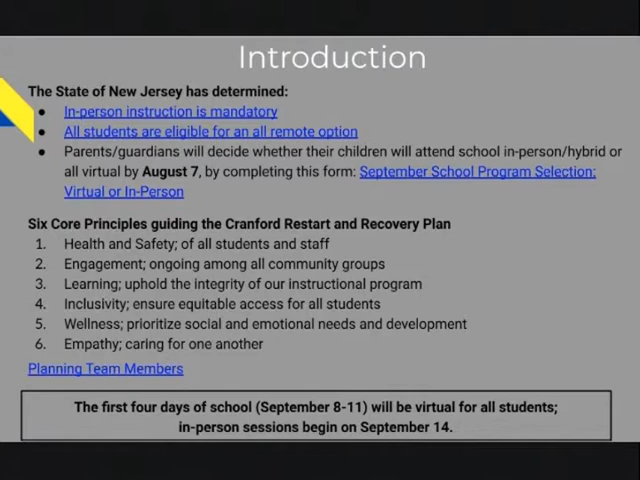 Introduction
The State of New Jersey has determined:
● In-person instruction is mandatory
● All students are eligible for an all remote option
● Parents/guardians will decide whether their children will attend school in-person/hybrid or
all virtual by August 7, by completing this form: September School Program Selection:
Virtual or In-Person
Six Core Principles guiding the Cranford Restart and Recovery Plan
1. Health and Safety; of all students and staff
2. Engagement; ongoing among all community groups
3. Learning; uphold the integrity of our instructional program
4. Inclusivity; ensure equitable access for all students
5. Wellness; prioritize social and emotional needs and development
6. Empathy; caring for one another
Planning Team Members
The first four days of school (September 8-11) will be virtual for all students;
in-person sessions begin on September 14.